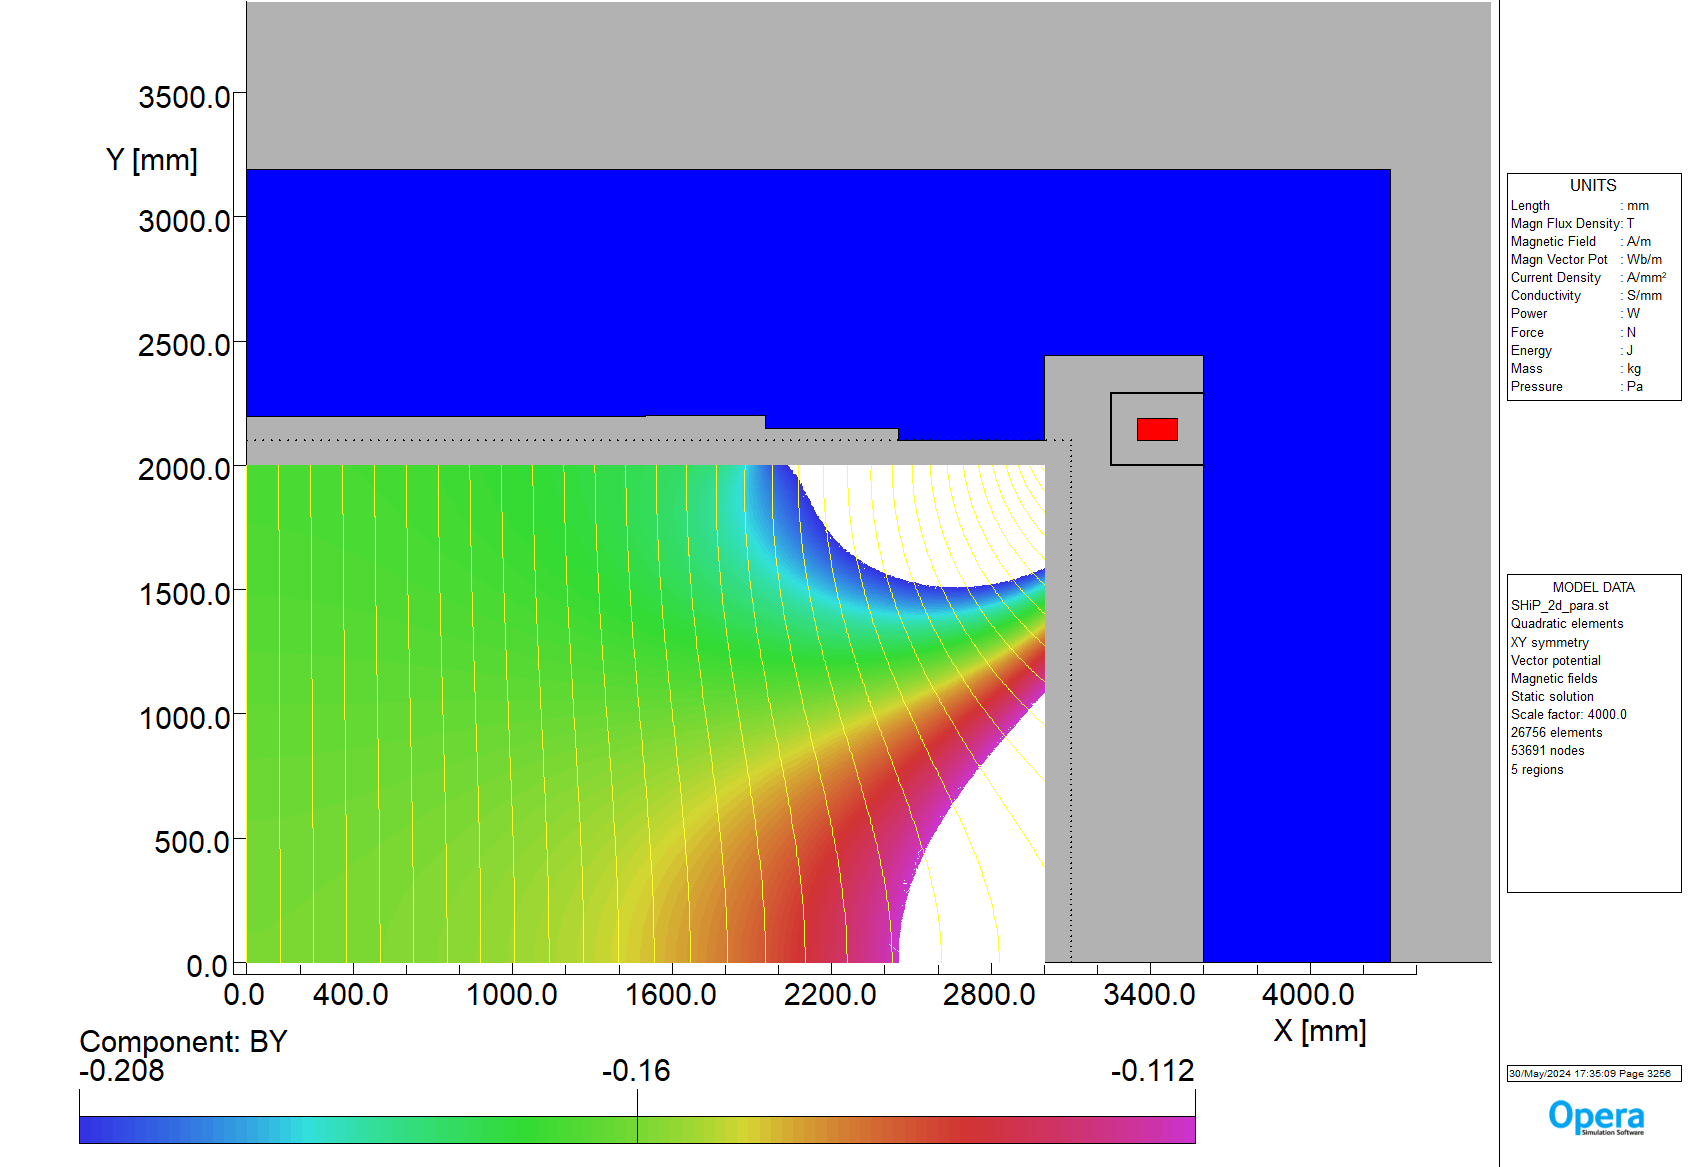 3500.0
Y [mm]
3000.0
2500.0
2000.0
1500.0
1000.0
500.0
0.0
0.0 400.0 1000.0 1600.0 2200.0 2800.0 3400.0 4000.0
X [mm]
Component: BY
-0.208 -0.16 -0.112
UNITS
Length : mm
Magn Flux Density: T
Magnetic Field : A/m
Magn Vector Pot : Wb/m
Current Density : A/mm²
Conductivity : S/mm
Power : W
Force : N
Energy : J
Mass : kg
Pressure : Pa
MODEL DATA
SHiP_2d_para.st
Quadratic elements
XY symmetry
Vector potential
Magnetic fields
Static solution
Scale factor: 4000.0
26756 elements
53691 nodes
5 regions
30/May/2024 17:35:09 Page 3256
Opera
Simulation Software